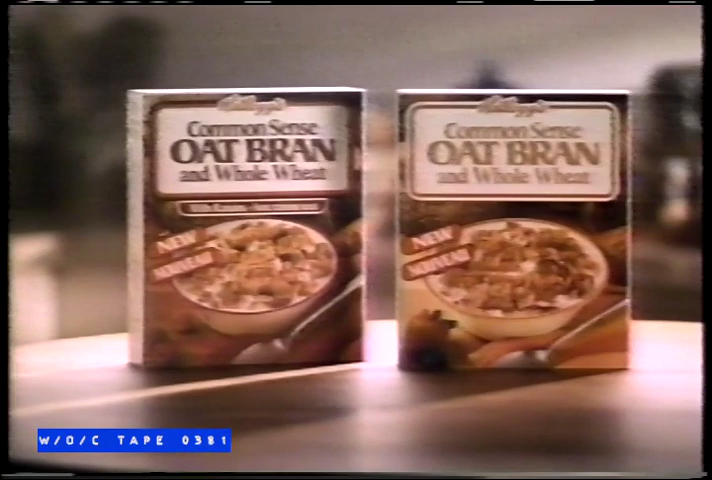 Kellogg's
Common Sense
OAT BRAN
and Whole Wheat
NEW
Kellogg's
Common Sense
OAT BRAN
and Whole Wheat
NEW
W/O/C TAPE 0381